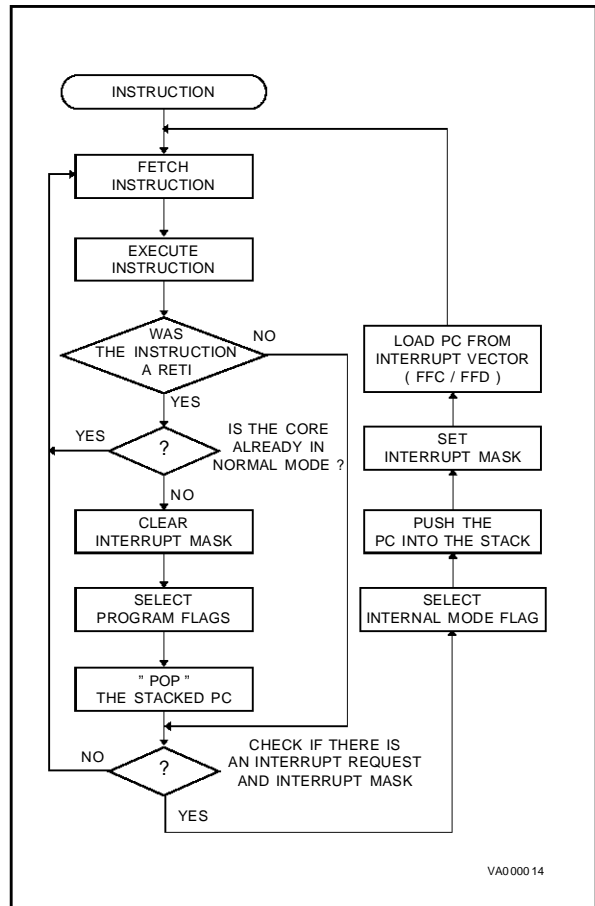 INSTRUCTION
FETCH
INSTRUCTION
EXECUTE
INSTRUCTION
WAS
THE INSTRUCTION
A RETI
NO
YES
?
YES
IS THE CORE
ALREADY IN
NORMAL MODE ?
NO
CLEAR
INTERRUPT MASK
SELECT
PROGRAM FLAGS
" POP "
THE STACKED PC
?
NO
CHECK IF THERE IS
AN INTERRUPT REQUEST
AND INTERRUPT MASK
YES
SELECT
INTERNAL MODE FLAG
PUSH THE
PC INTO THE STACK
SET
INTERRUPT MASK
LOAD PC FROM
INTERRUPT VECTOR
( FFC / FFD )
VA000014